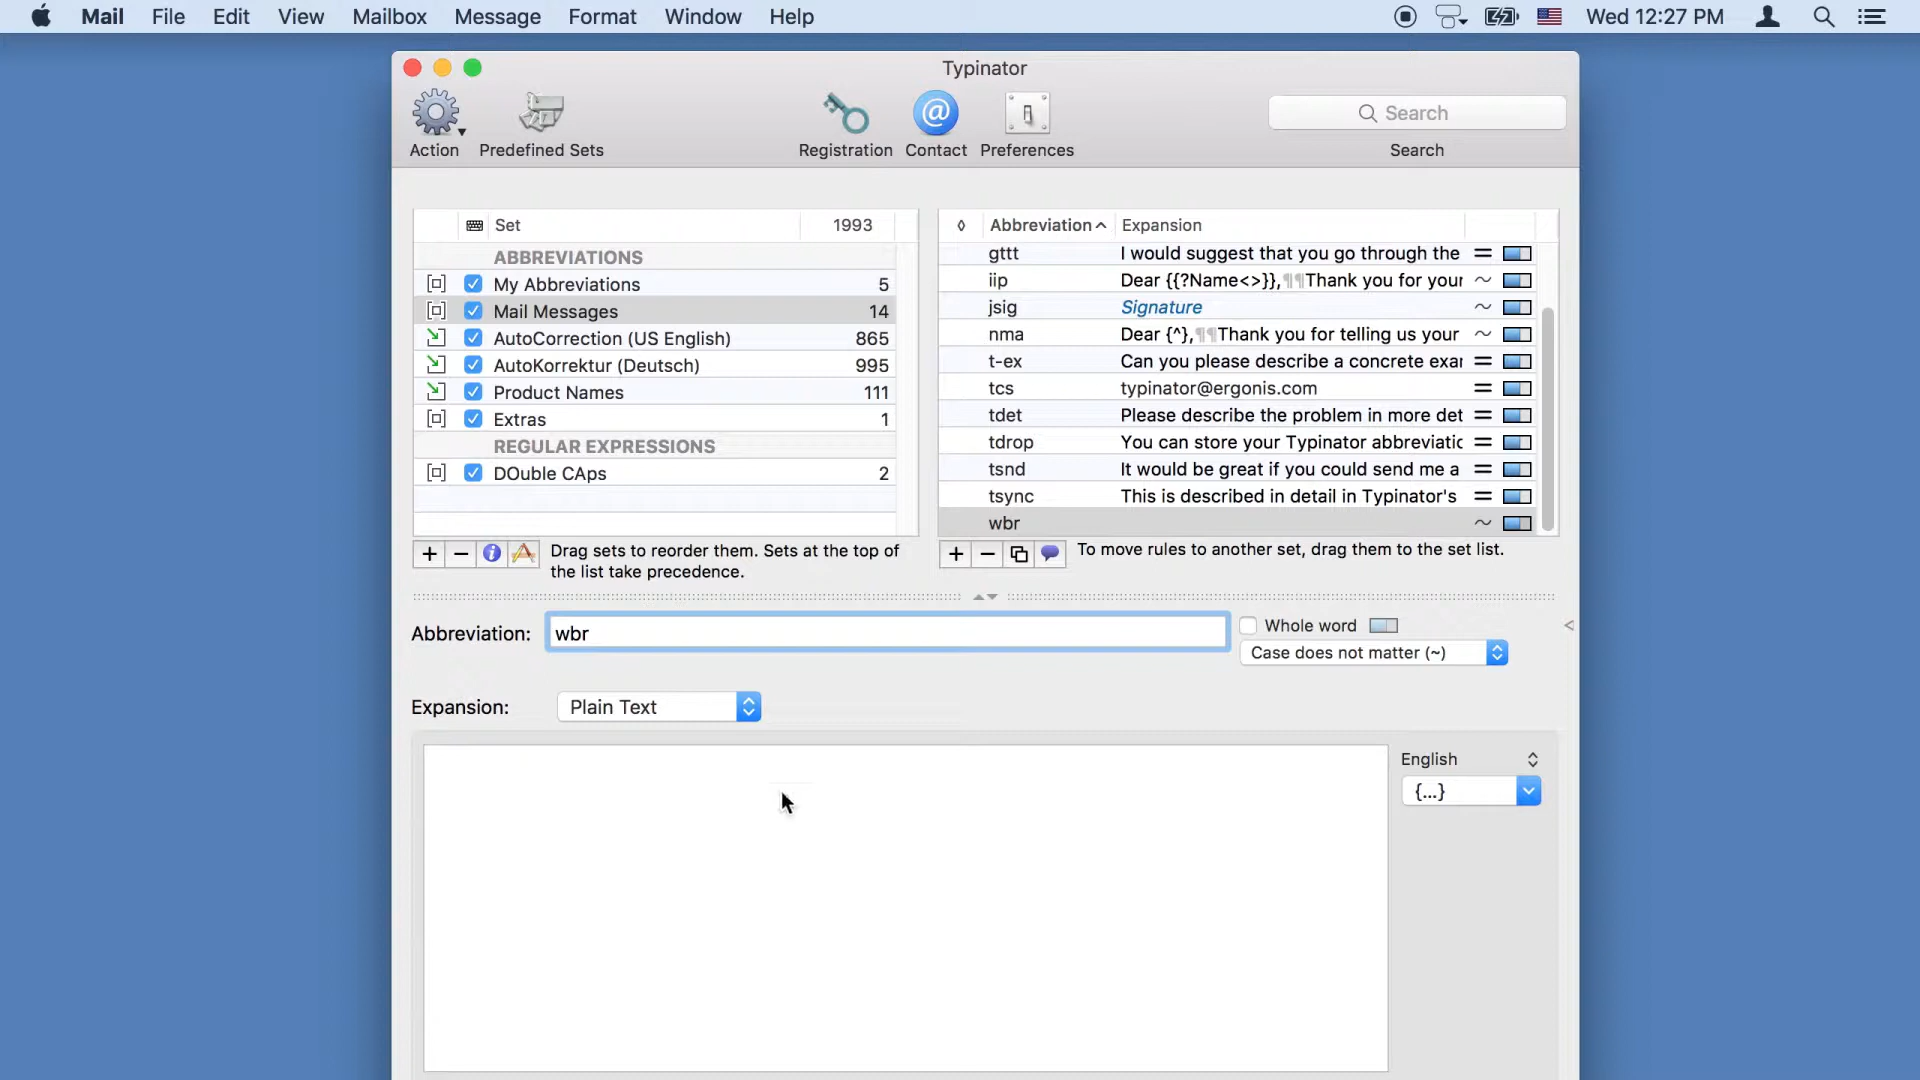 Mail File Edit View Mailbox Message Format Window Help Wed 12:27 PM
Typinator
Action Predefined Sets Registration Contact Preferences Search
Search
Set 1993
ABBREVIATIONS
My Abbreviations 5
Mail Messages 14
AutoCorrection (US English) 865
AutoKorrektur (Deutsch) 995
Product Names 111
Extras 1
REGULAR EXPRESSIONS
DOuble CAps 2
+ − Drag sets to reorder them. Sets at the top of
the list take precedence.
Abbreviation Expansion
gttt I would suggest that you go through the =
iip Dear {{?Name<>}},¶¶Thank you for your ~
jsig Signature ~
nma Dear {^},¶¶Thank you for telling us your ~
t-ex Can you please describe a concrete exar =
tcs typinator@ergonis.com =
tdet Please describe the problem in more det =
tdrop You can store your Typinator abbreviatic =
tsnd It would be great if you could send me a =
tsync This is described in detail in Typinator's =
wbr ~
+ − To move rules to another set, drag them to the set list.
Abbreviation: wbr Whole word
Case does not matter (~)
Expansion: Plain Text
English
{...}